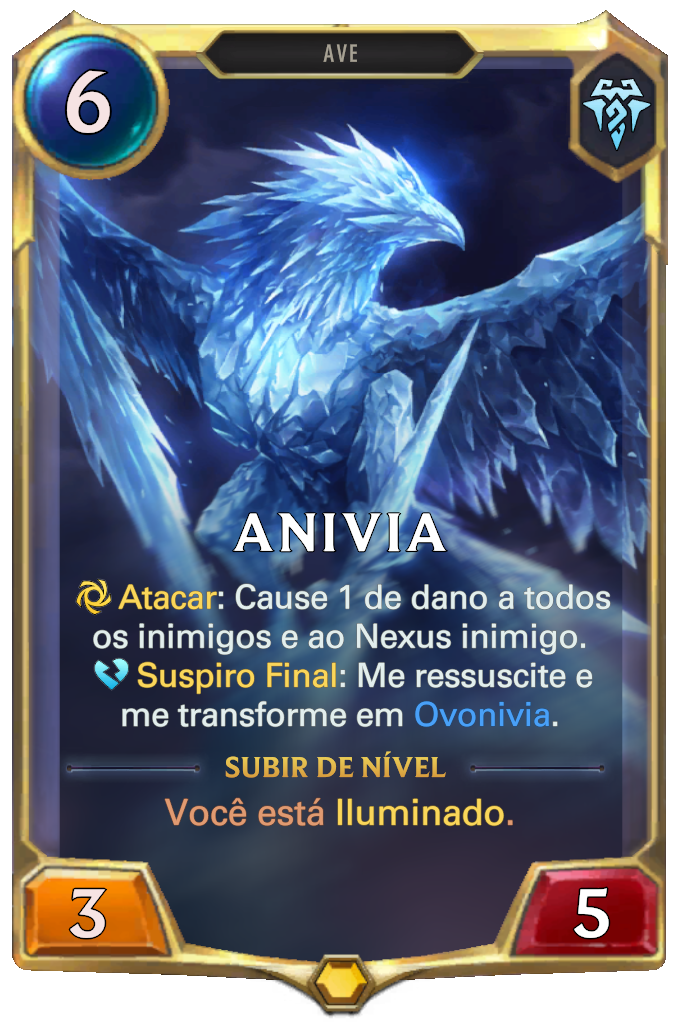 AVE
6
ANIVIA
Atacar: Cause 1 de dano a todos
os inimigos e ao Nexus inimigo.
Suspiro Final: Me ressuscite e
me transforme em Ovonivia.
SUBIR DE NÍVEL
Você está Iluminado.
3
5